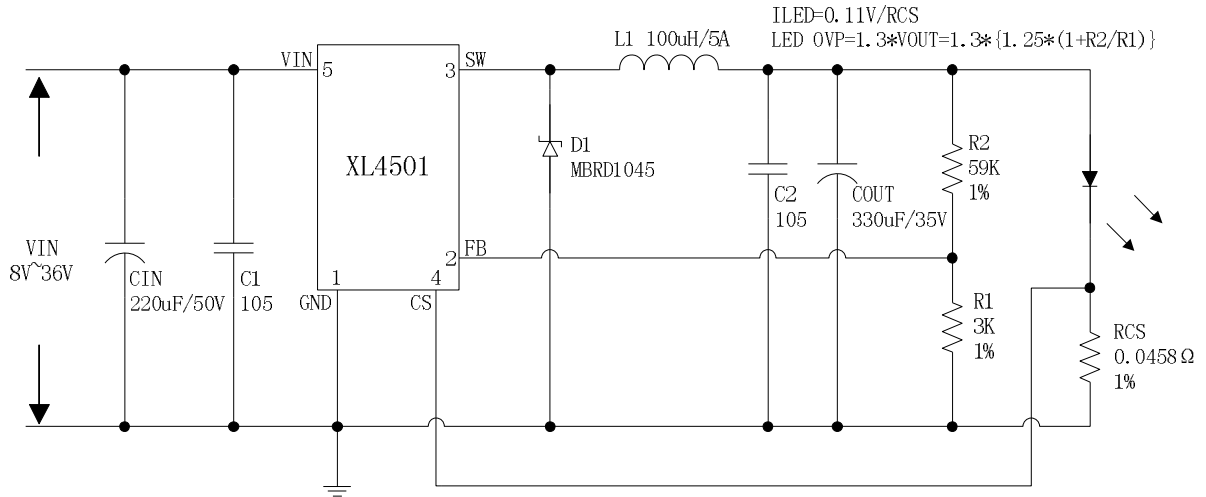 ILED=0.11V/RCS
LED OVP=1.3*VOUT=1.3*{1.25*(1+R2/R1)}
L1 100uH/5A
VIN
5
3
SW
XL4501
D1
MBRD1045
R2
59K
1%
C2
105
COUT
330uF/35V
VIN
8V~36V
CIN
220uF/50V
C1
105
2
FB
1
GND
4
CS
R1
3K
1%
RCS
0.0458Ω
1%